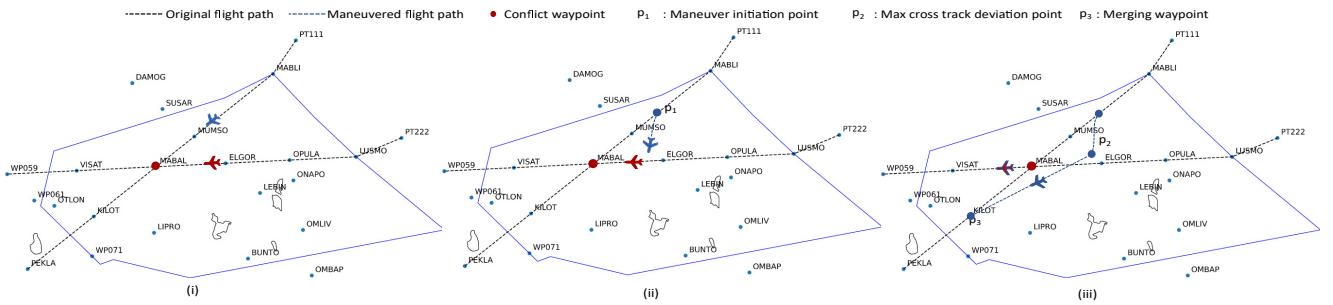 Original flight path Maneuvered flight path Conflict waypoint p1 : Maneuver initiation point p2 : Max cross track deviation point p3 : Merging waypoint
PT111
MABLI
DAMOG
SUSAR
MUMSO
PT222
IJSMO
OPULA
ELGOR
MABAL
VISAT
WP059
ONAPO
LEBIN
WP061
OTLON
KILOT
LIPRO
OMLIV
WP071
BUNTO
PEKLA
OMBAP
(i)
PT111
MABLI
DAMOG
SUSAR
p1
MUMSO
PT222
IJSMO
OPULA
ELGOR
MABAL
VISAT
WP059
ONAPO
LEBIN
WP061
OTLON
KILOT
LIPRO
OMLIV
WP071
BUNTO
PEKLA
OMBAP
(ii)
PT111
MABLI
DAMOG
SUSAR
MUMSO
p2
PT222
IJSMO
OPULA
ELGOR
MABAL
VISAT
WP059
ONAPO
LEBIN
WP061
OTLON
KILOT
p3
LIPRO
OMLIV
WP071
BUNTO
PEKLA
OMBAP
(iii)